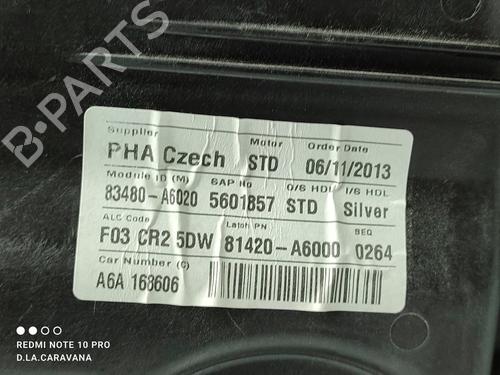 B-PARTS
Supplier Motor Order Date
PHA Czech STD 06/11/2013
Module ID (M) SAP No O/S HDL I/S HDL
83480-A6020 5601857 STD Silver
ALC Code Latch PN SEQ
F03 CR2 5DW 81420-A6000 0264
Car Number (C)
A6A 168606
REDMI NOTE 10 PRO
D.LA.CARAVANA